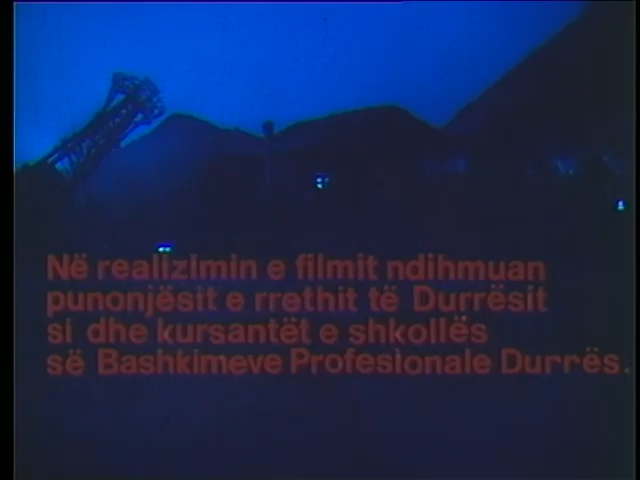 Në realizimin e filmit ndihmuan
punonjësit e rrethit të Durrësit
si dhe kursantët e shkollës
së Bashkimeve Profesionale Durrës.